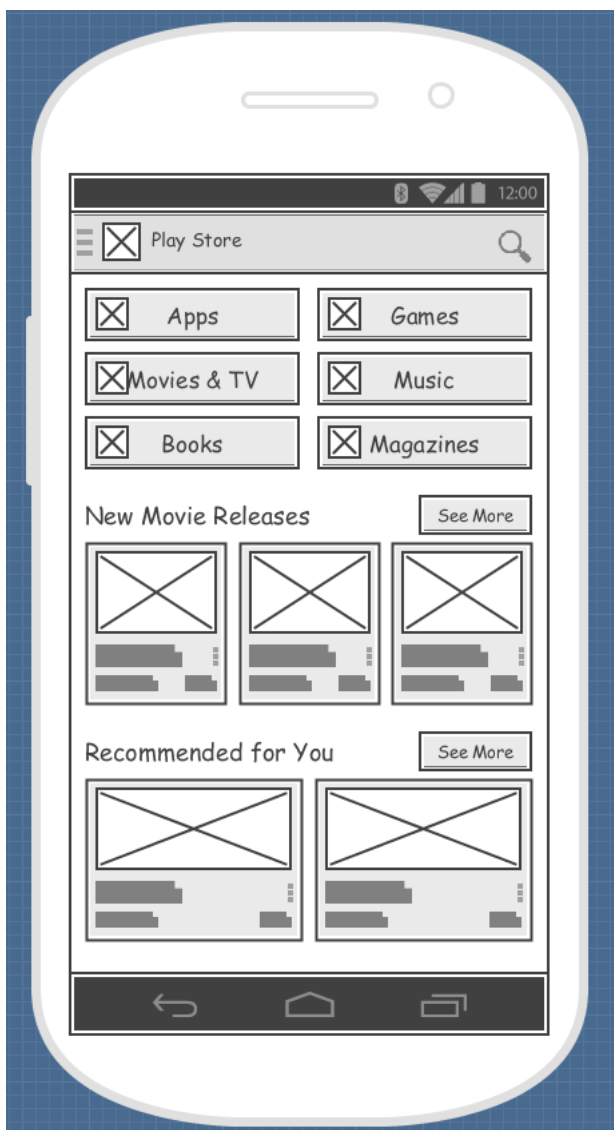 12:00
Play Store
Apps
Games
Movies & TV
Music
Books
Magazines
New Movie Releases
See More
Recommended for You
See More